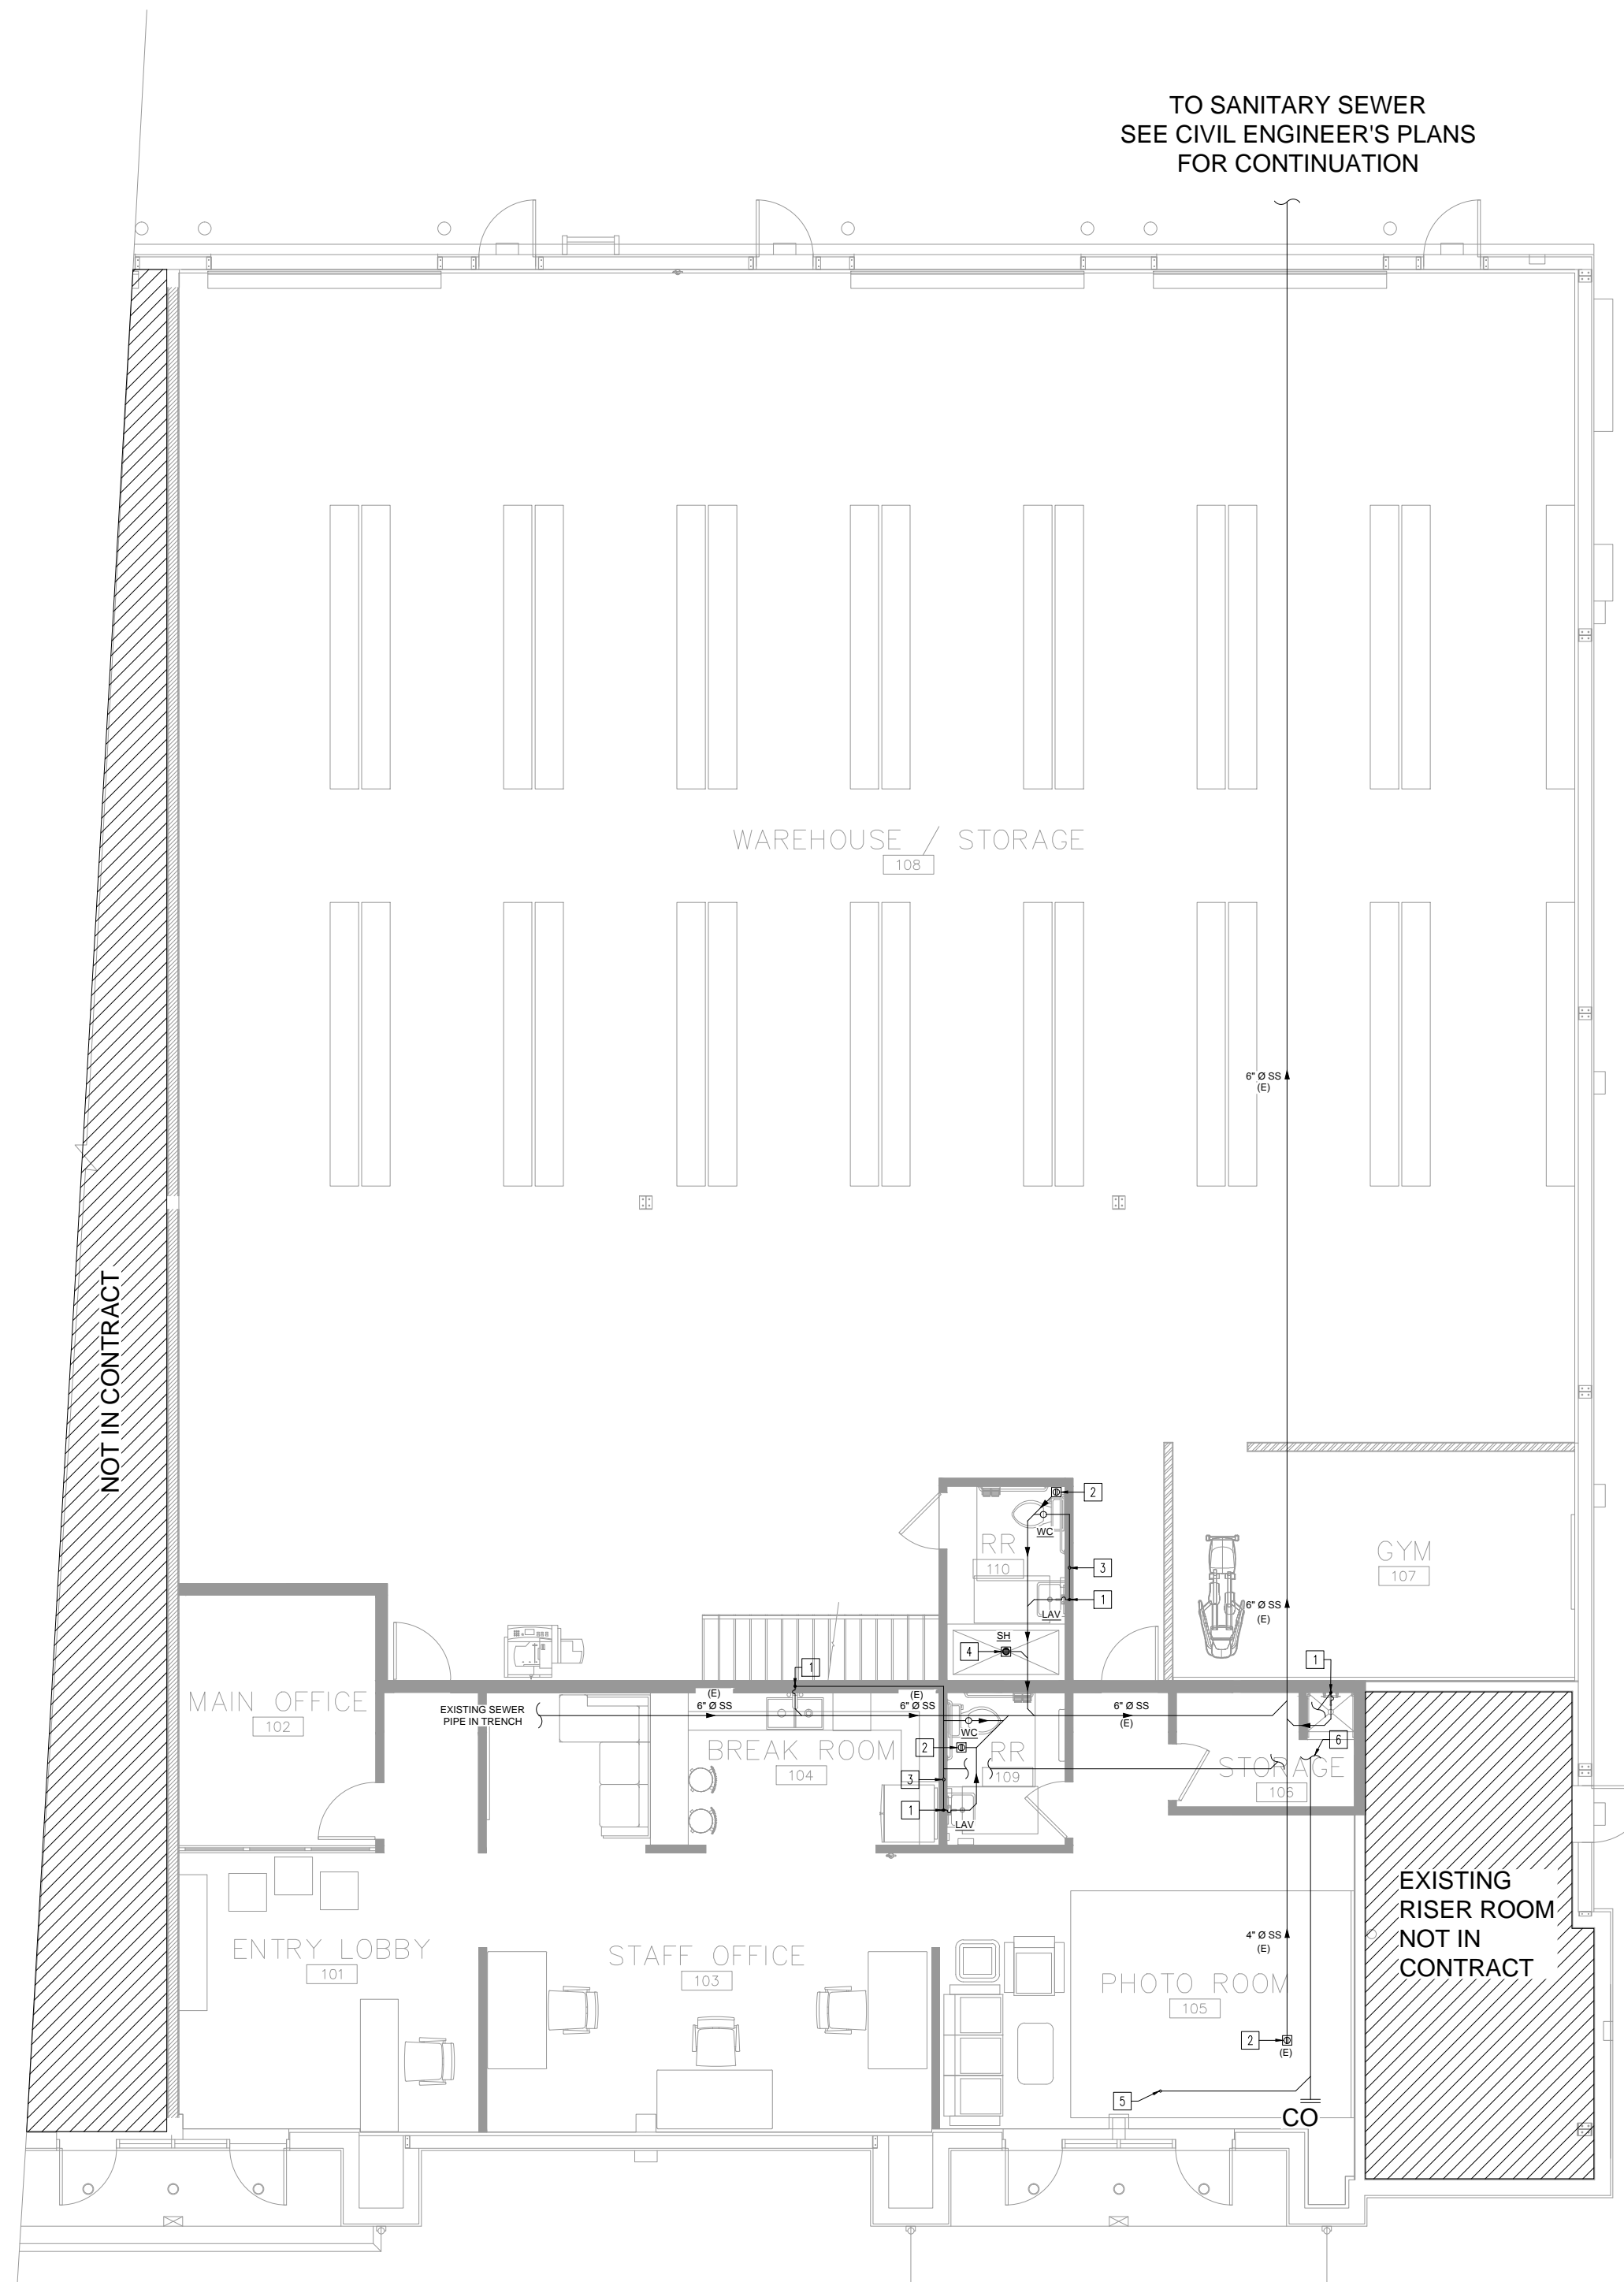 TO SANITARY SEWER
SEE CIVIL ENGINEER'S PLANS
FOR CONTINUATION
WAREHOUSE / STORAGE
108
6" Ø SS
(E)
NOT IN CONTRACT
2
WC
RR
110
3
1
LAV
SH
4
GYM
107
6" Ø SS
(E)
1
1
MAIN OFFICE
102
EXISTING SEWER
PIPE IN TRENCH
(E)
6" Ø SS
(E)
6" Ø SS
6" Ø SS
(E)
WC
2
RR
109
3
1
LAV
BREAK ROOM
104
6
STORAGE
106
EXISTING
RISER ROOM
NOT IN
CONTRACT
ENTRY LOBBY
101
STAFF OFFICE
103
4" Ø SS
(E)
PHOTO ROOM
105
2
(E)
5
CO